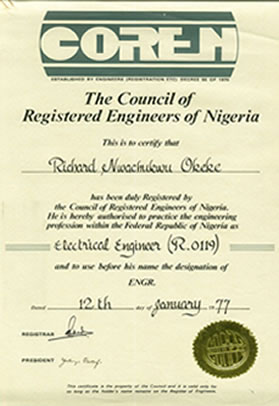 COREN
ESTABLISHED BY ENGINEERS (REGISTRATION ETC). DECREE 55 OF 1970
The Council of
Registered Engineers of Nigeria
This is to certify that
Richard Nwachukwu Okeke
has been duly Registered by
the Council of Registered Engineers of Nigeria.
He is hereby authorised to practice the engineering
profession within the Federal Republic of Nigeria as
Electrical Engineer (R.0119)
and to use before his name the designation of
ENGR.
Dated 12th day of January 1977
REGISTRAR
PRESIDENT
This certificate is the property of the Council and it is valid only for
so long as the holder's name remains on the Register of Engineers.